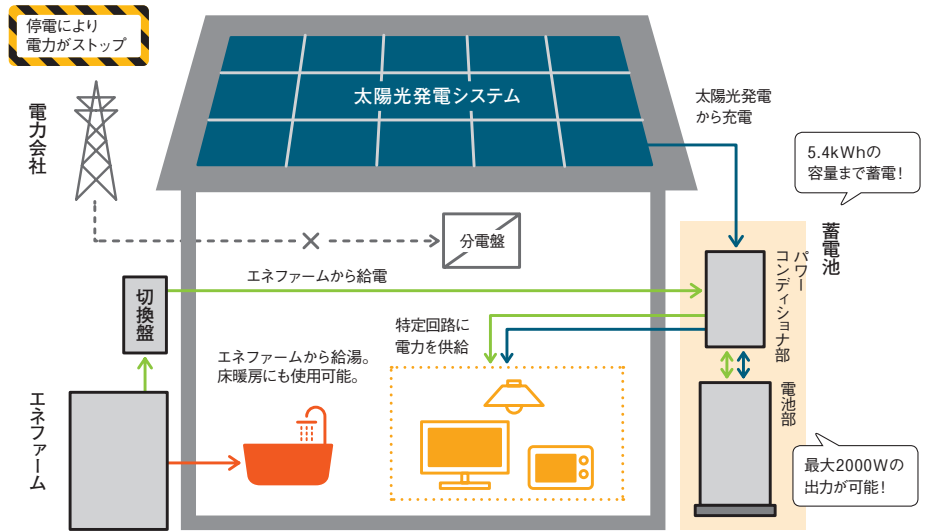 停電により
電力がストップ
電力会社
太陽光発電システム
太陽光発電
から充電
5.4kWhの
容量まで蓄電！
蓄電池
分電盤
エネファームから給電
切換盤
パワー
コンディショナ部
特定回路に
電力を供給
エネファームから給湯。
床暖房にも使用可能。
エネファーム
電池部
最大2000Wの
出力が可能！